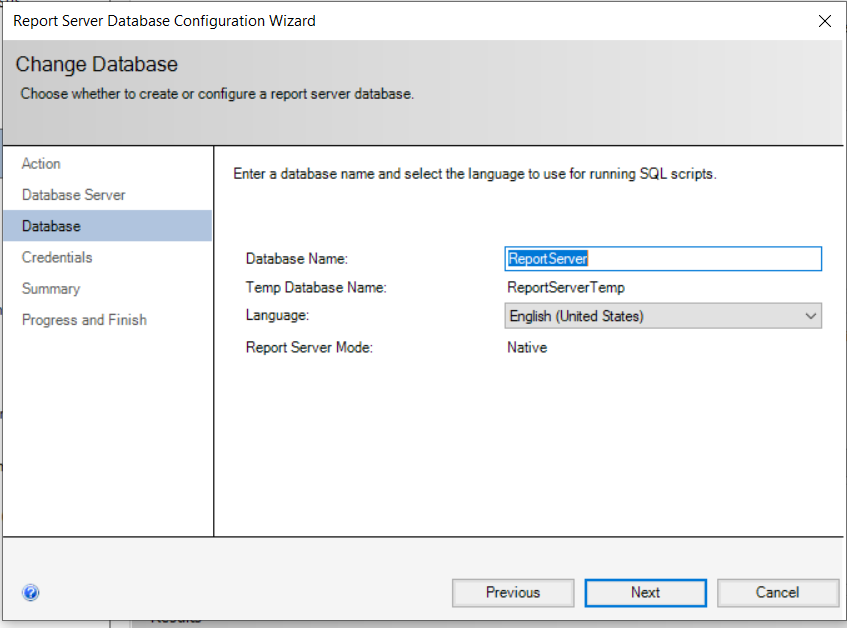 Report Server Database Configuration Wizard
Change Database
Choose whether to create or configure a report server database.
Action
Database Server
Database
Credentials
Summary
Progress and Finish
Enter a database name and select the language to use for running SQL scripts.
Database Name: ReportServer
Temp Database Name: ReportServerTemp
Language: English (United States)
Report Server Mode: Native
Previous Next Cancel